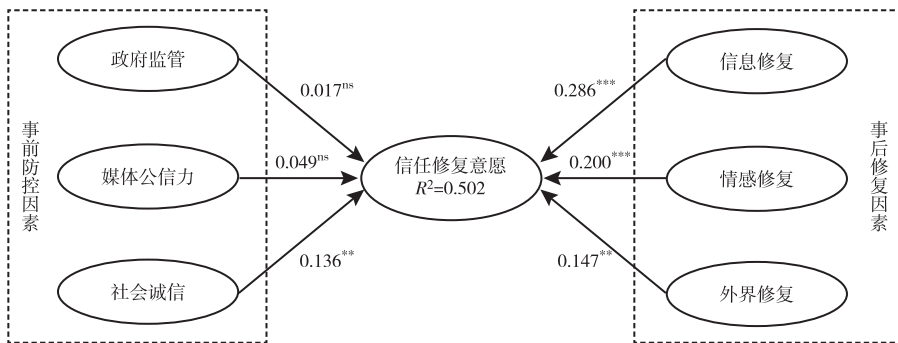 事前防控因素
政府监管
媒体公信力
社会诚信
0.017ns
0.049ns
0.136**
信任修复意愿
R²=0.502
0.286***
0.200***
0.147**
信息修复
情感修复
外界修复
事后修复因素